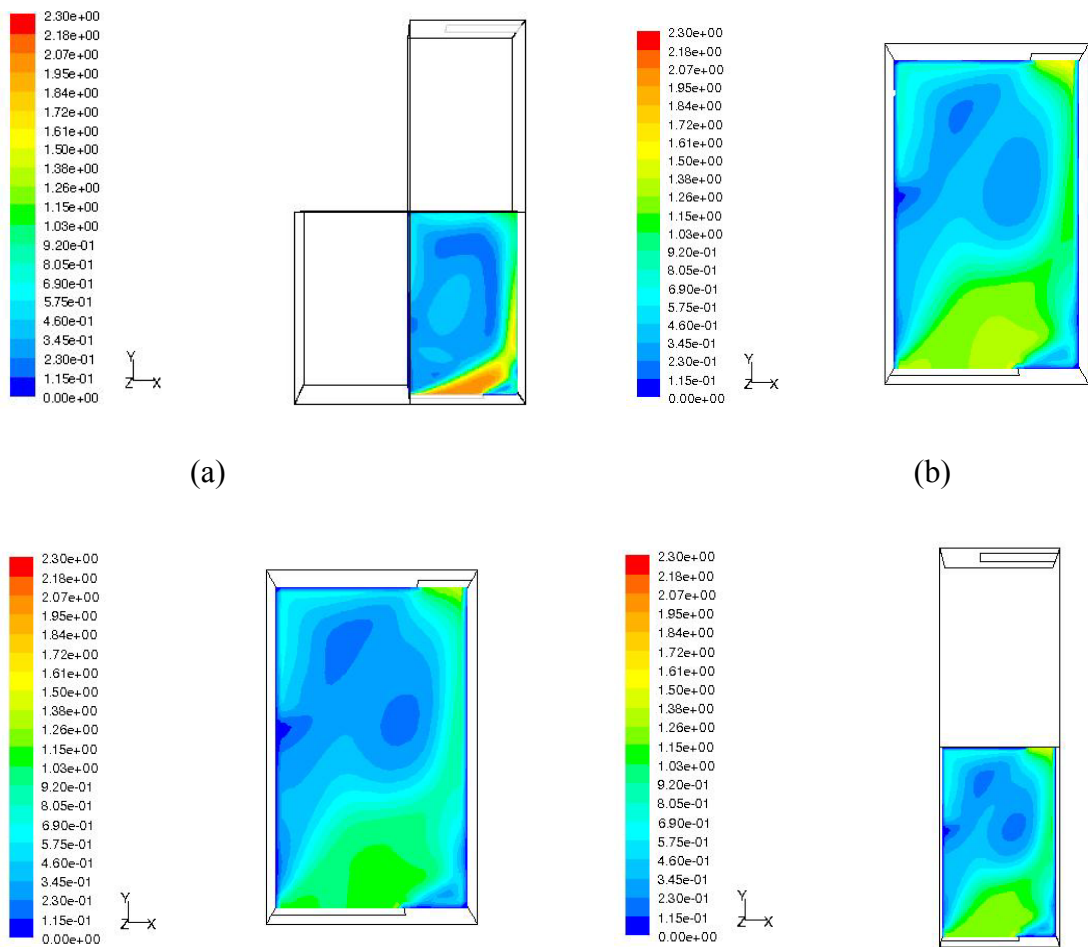 2.30e+00
2.18e+00
2.07e+00
1.95e+00
1.84e+00
1.72e+00
1.61e+00
1.50e+00
1.38e+00
1.26e+00
1.15e+00
1.03e+00
9.20e-01
8.05e-01
6.90e-01
5.75e-01
4.60e-01
3.45e-01
2.30e-01
1.15e-01
0.00e+00
Y
Z X
(a)
2.30e+00
2.18e+00
2.07e+00
1.95e+00
1.84e+00
1.72e+00
1.61e+00
1.50e+00
1.38e+00
1.26e+00
1.15e+00
1.03e+00
9.20e-01
8.05e-01
6.90e-01
5.75e-01
4.60e-01
3.45e-01
2.30e-01
1.15e-01
0.00e+00
Y
Z X
(b)
2.30e+00
2.18e+00
2.07e+00
1.95e+00
1.84e+00
1.72e+00
1.61e+00
1.50e+00
1.38e+00
1.26e+00
1.15e+00
1.03e+00
9.20e-01
8.05e-01
6.90e-01
5.75e-01
4.60e-01
3.45e-01
2.30e-01
1.15e-01
0.00e+00
Y
Z X
2.30e+00
2.18e+00
2.07e+00
1.95e+00
1.84e+00
1.72e+00
1.61e+00
1.50e+00
1.38e+00
1.26e+00
1.15e+00
1.03e+00
9.20e-01
8.05e-01
6.90e-01
5.75e-01
4.60e-01
3.45e-01
2.30e-01
1.15e-01
0.00e+00
Y
Z X